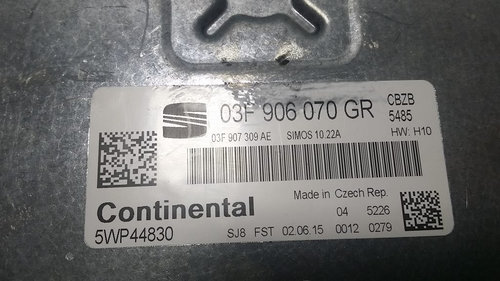 03F 906 070 GR CBZB
5485
03F 907 309 AE SIMOS 10.22A HW: H10
Made in Czech Rep.
Continental 04 5226
5WP44830 SJ8 FST 02.06.15 0012 0279